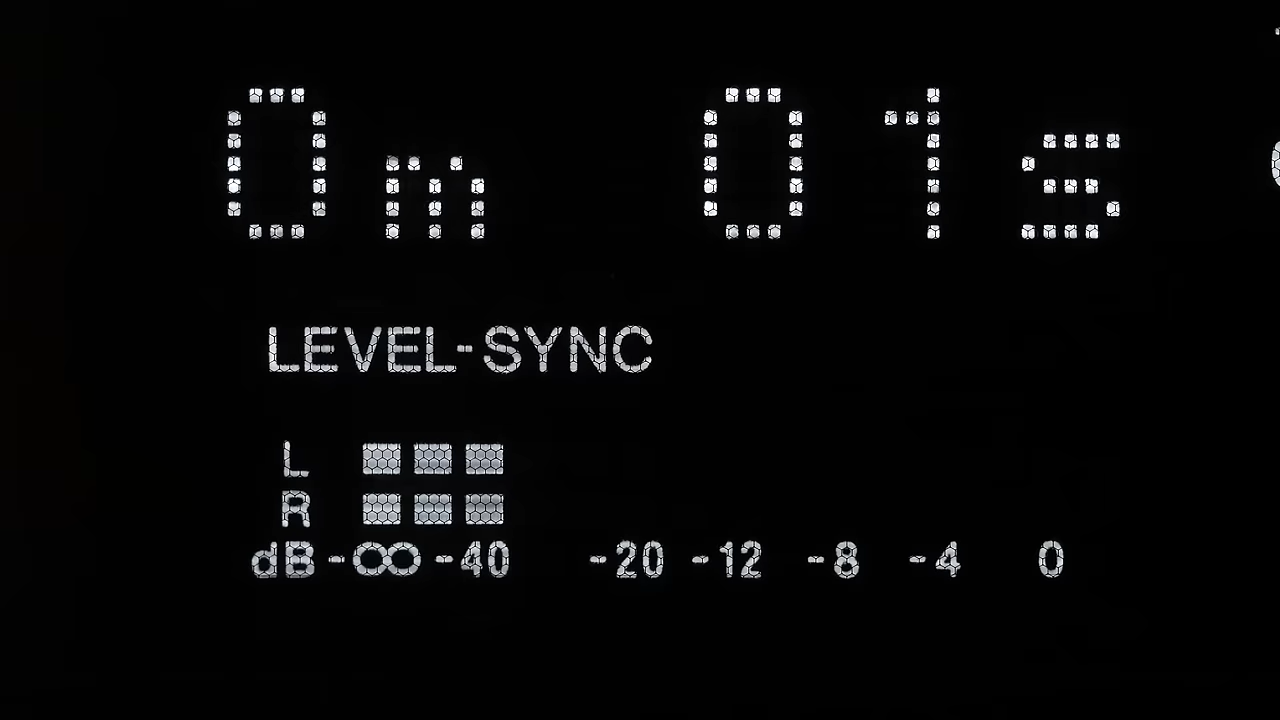 0m 01s
LEVEL-SYNC
L
R
dB -∞ -40 -20 -12 -8 -4 0